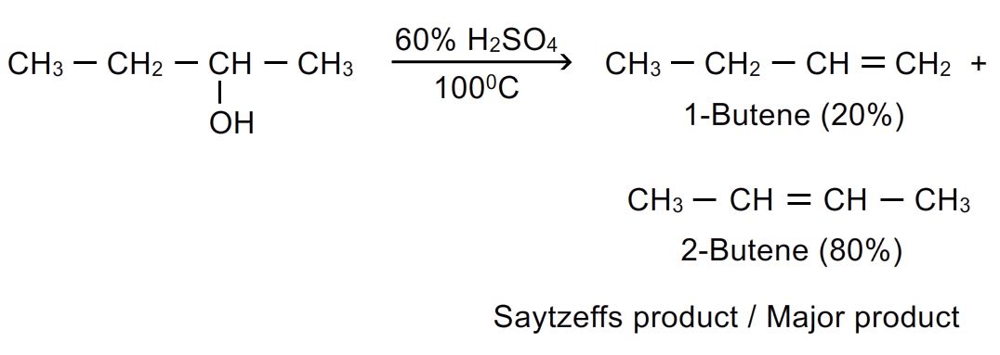 60% H2SO4
CH3 – CH2 – CH – CH3 → CH3 – CH2 – CH = CH2 +
100⁰C
OH
1-Butene (20%)
CH3 – CH = CH – CH3
2-Butene (80%)
Saytzeffs product / Major product